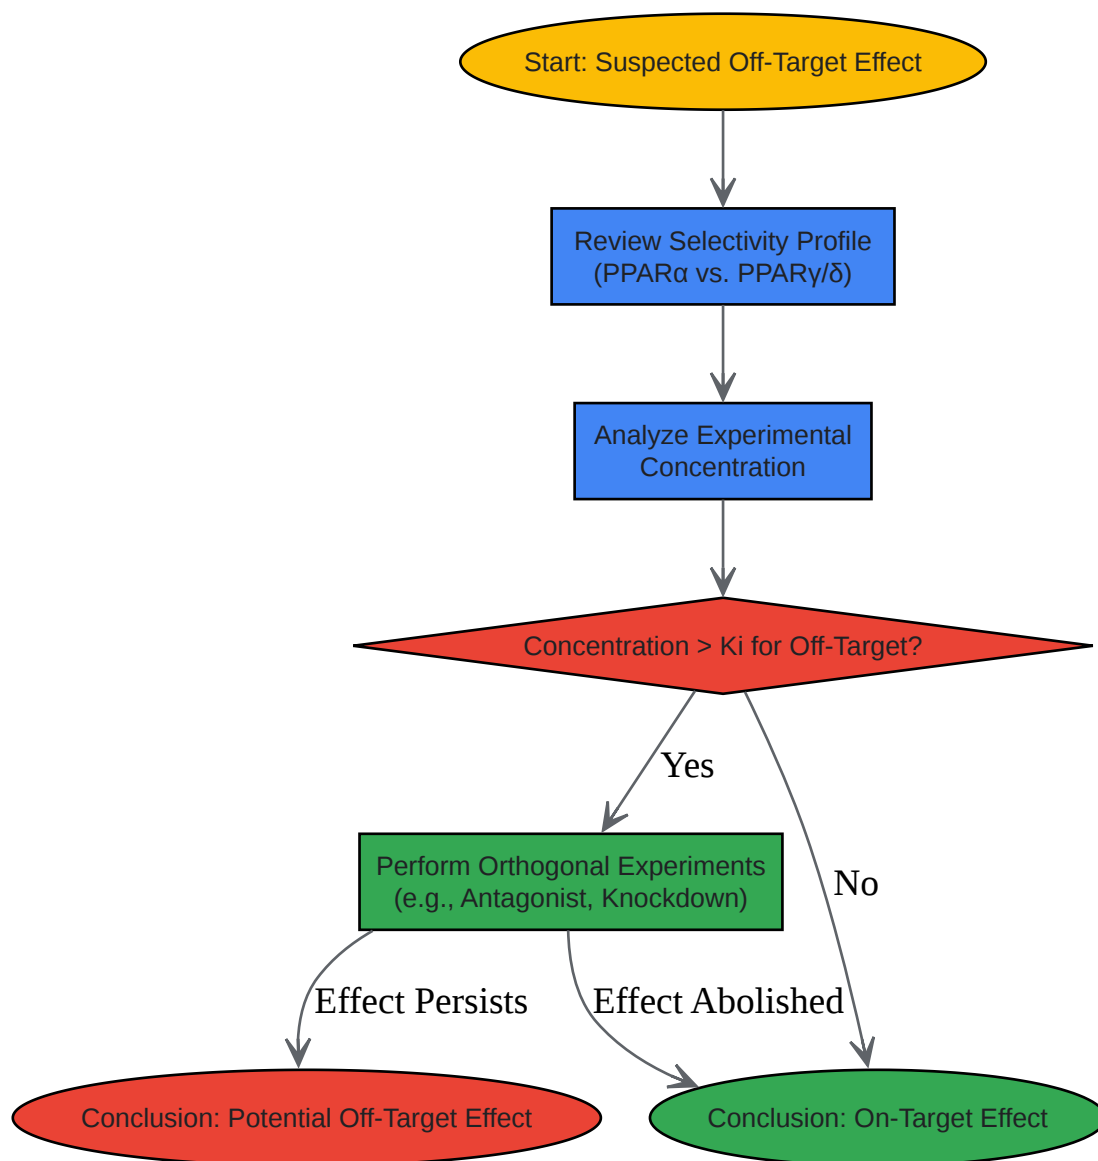 Start: Suspected Off-Target Effect
Review Selectivity Profile
(PPARα vs. PPARγ/δ)
Analyze Experimental
Concentration
Concentration > Ki for Off-Target?
Yes
No
Perform Orthogonal Experiments
(e.g., Antagonist, Knockdown)
Effect Persists
Effect Abolished
Conclusion: Potential Off-Target Effect
Conclusion: On-Target Effect